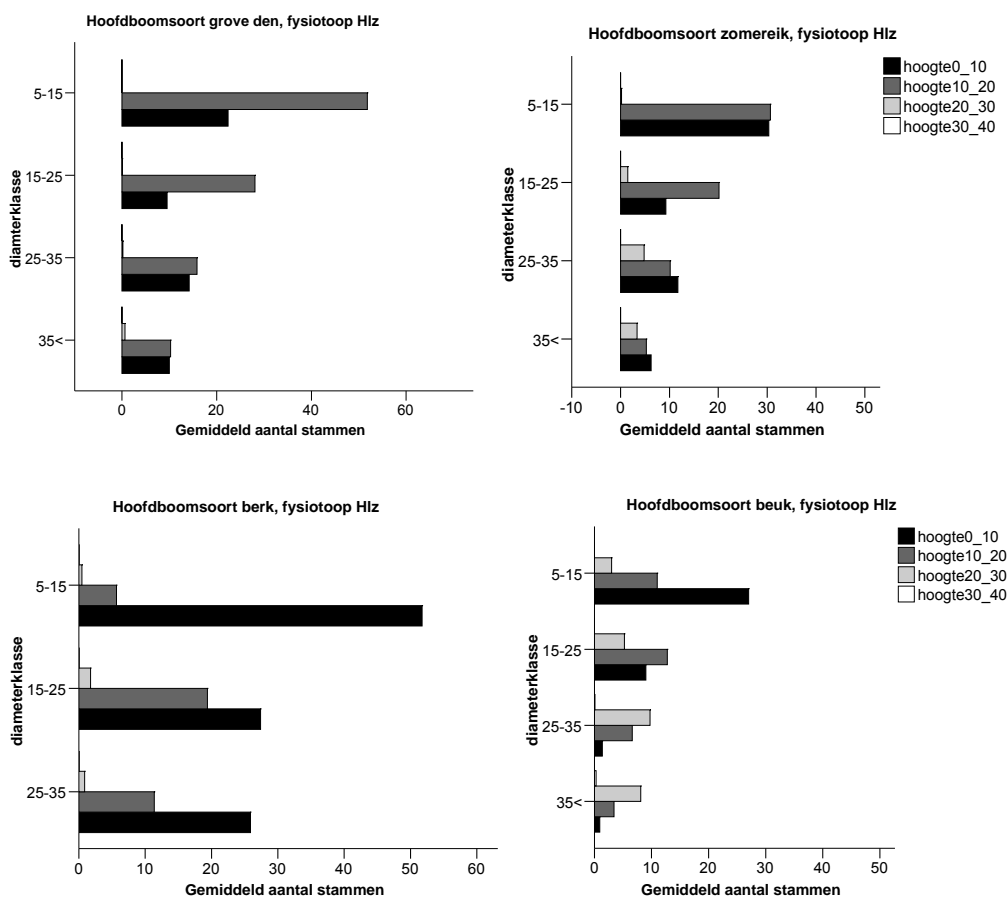 Hoofdboomsoort grove den, fysiotoop Hlz
diamterklasse
5-15
15-25
25-35
35<
0 20 40 60
Gemiddeld aantal stammen
Hoofdboomsoort zomereik, fysiotoop Hlz
hoogte0_10
hoogte10_20
hoogte20_30
hoogte30_40
diameterklasse
5-15
15-25
25-35
35<
-10 0 10 20 30 40 50
Gemiddeld aantal stammen
Hoofdboomsoort berk, fysiotoop Hlz
diameterklasse
5-15
15-25
25-35
0 10 20 30 40 50 60
Gemiddeld aantal stammen
Hoofdboomsoort beuk, fysiotoop Hlz
hoogte0_10
hoogte10_20
hoogte20_30
hoogte30_40
diameterklasse
5-15
15-25
25-35
35<
0 10 20 30 40 50
Gemiddeld aantal stammen